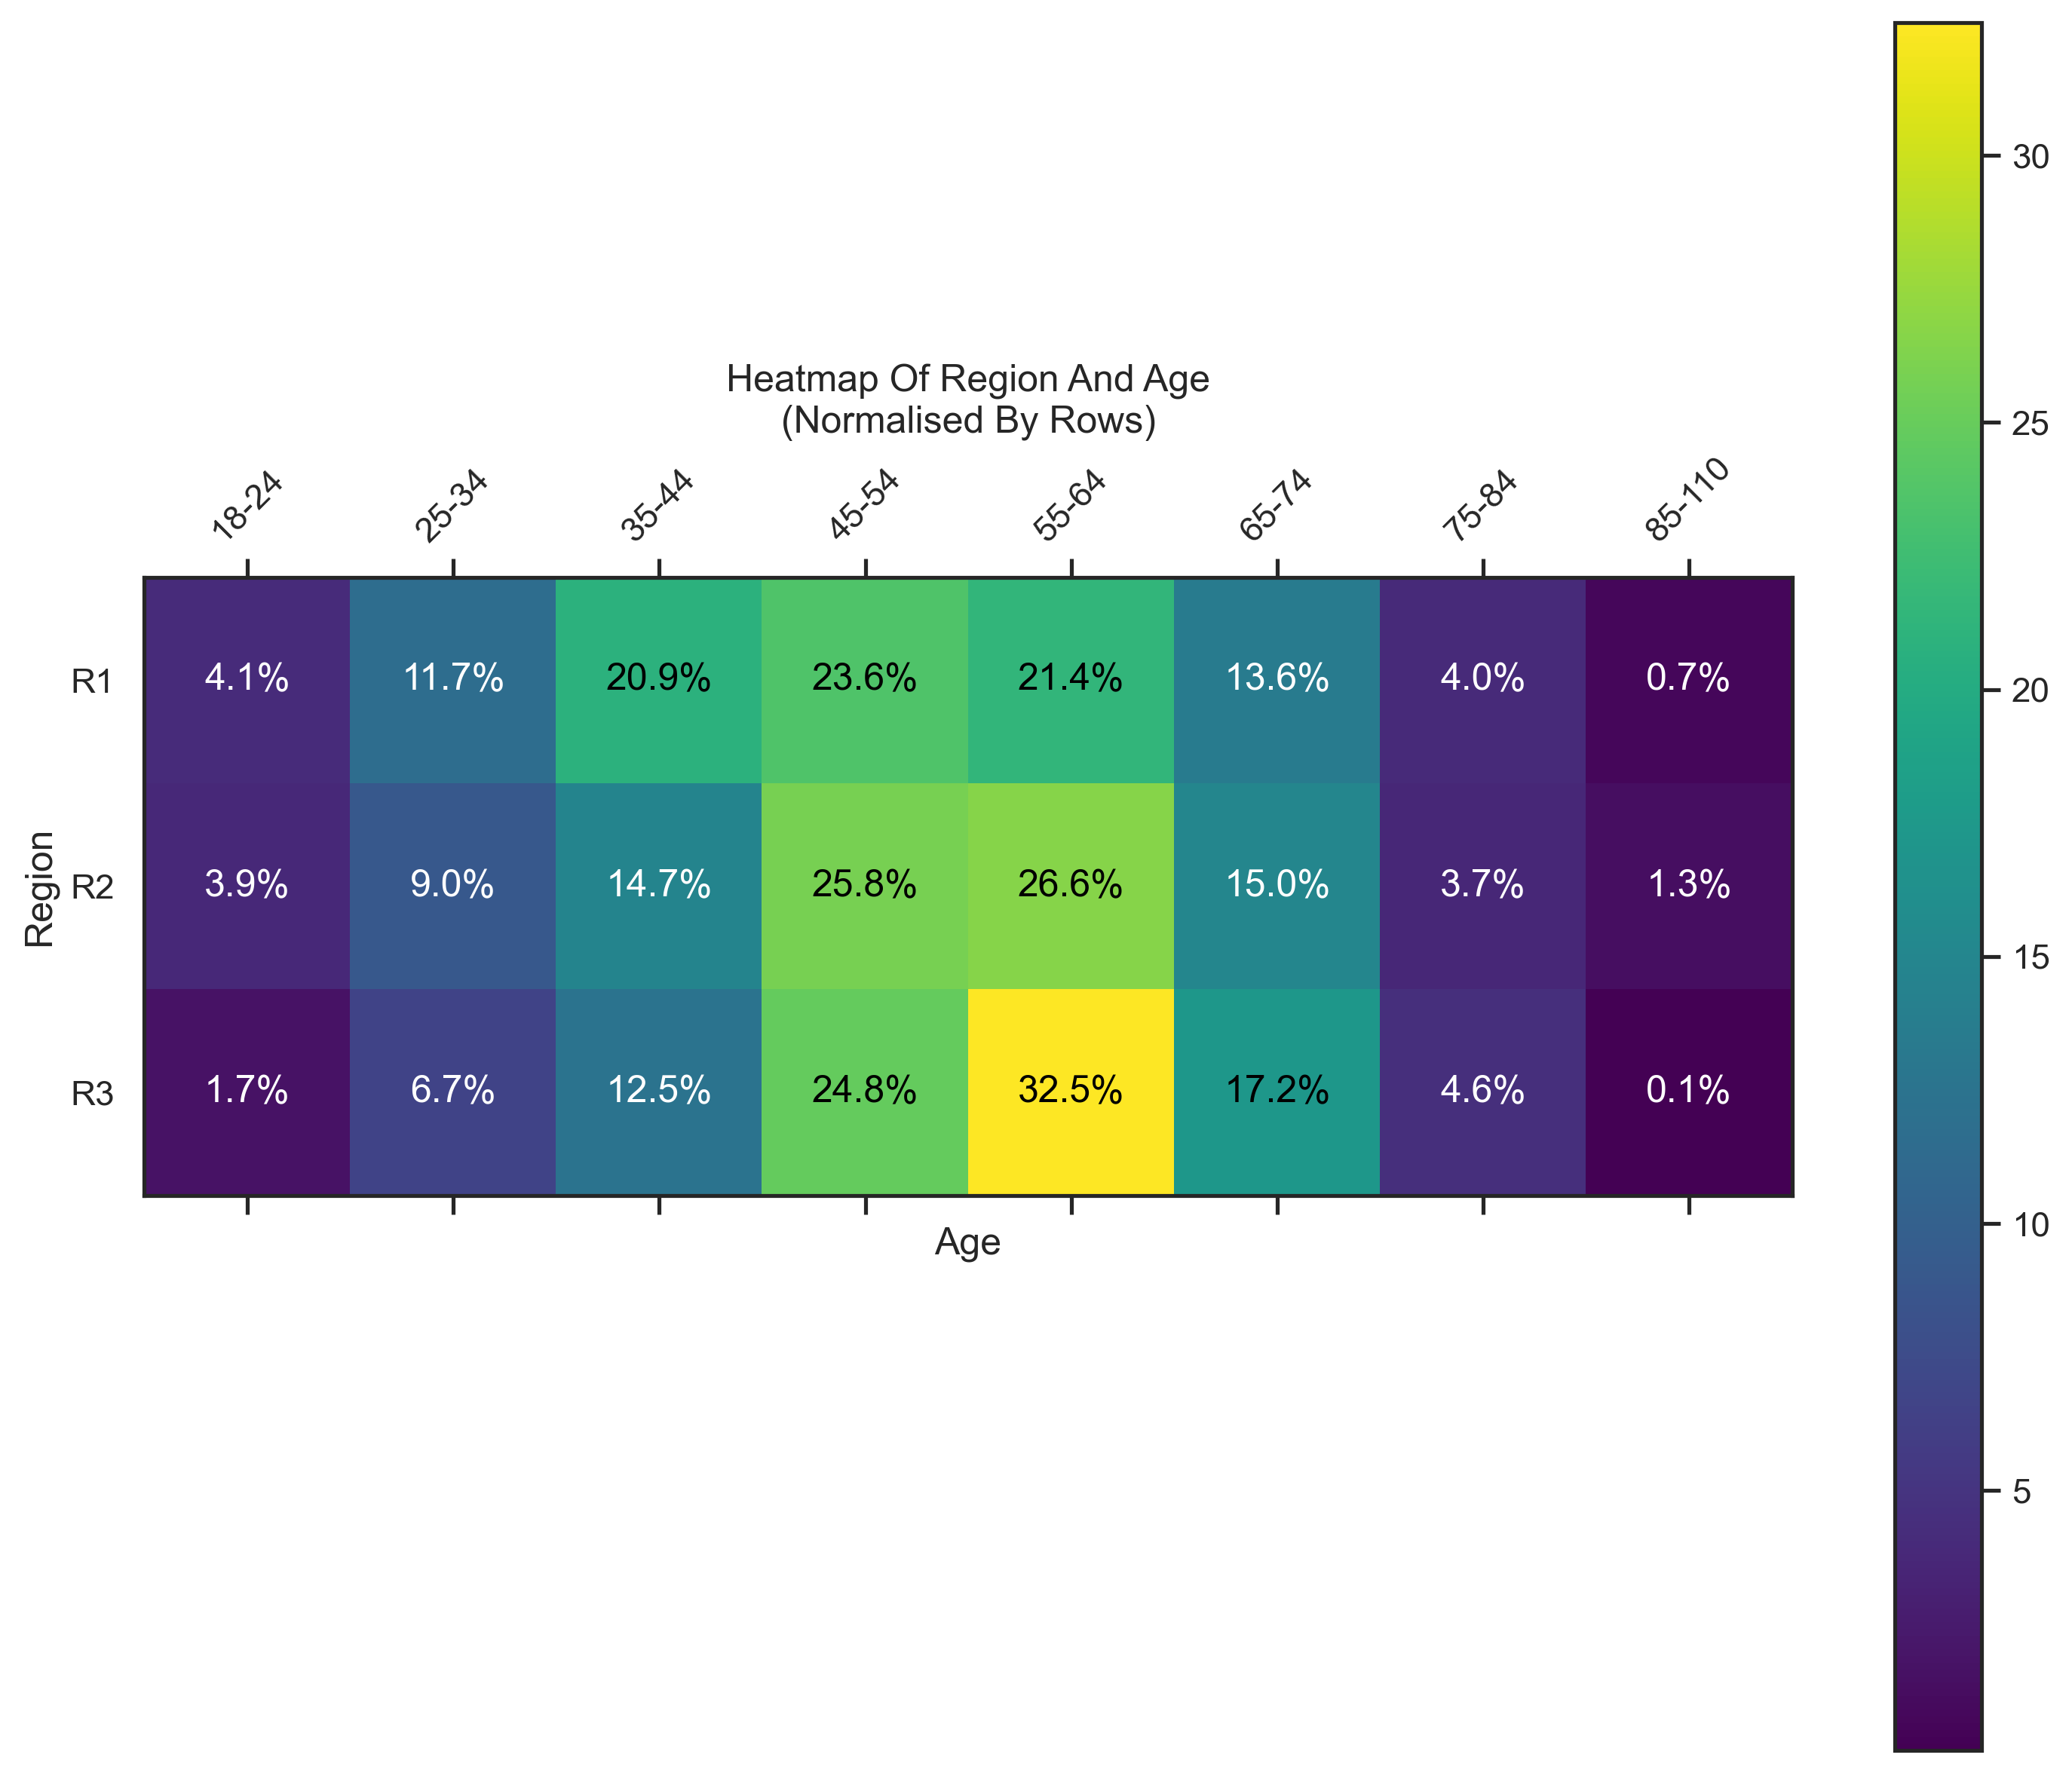 Heatmap Of Region And Age
(Normalised By Rows)
18-24 25-34 35-44 45-54 55-64 65-74 75-84 85-110
R1 4.1% 11.7% 20.9% 23.6% 21.4% 13.6% 4.0% 0.7%
Region
R2 3.9% 9.0% 14.7% 25.8% 26.6% 15.0% 3.7% 1.3%
R3 1.7% 6.7% 12.5% 24.8% 32.5% 17.2% 4.6% 0.1%
Age
30
25
20
15
10
5